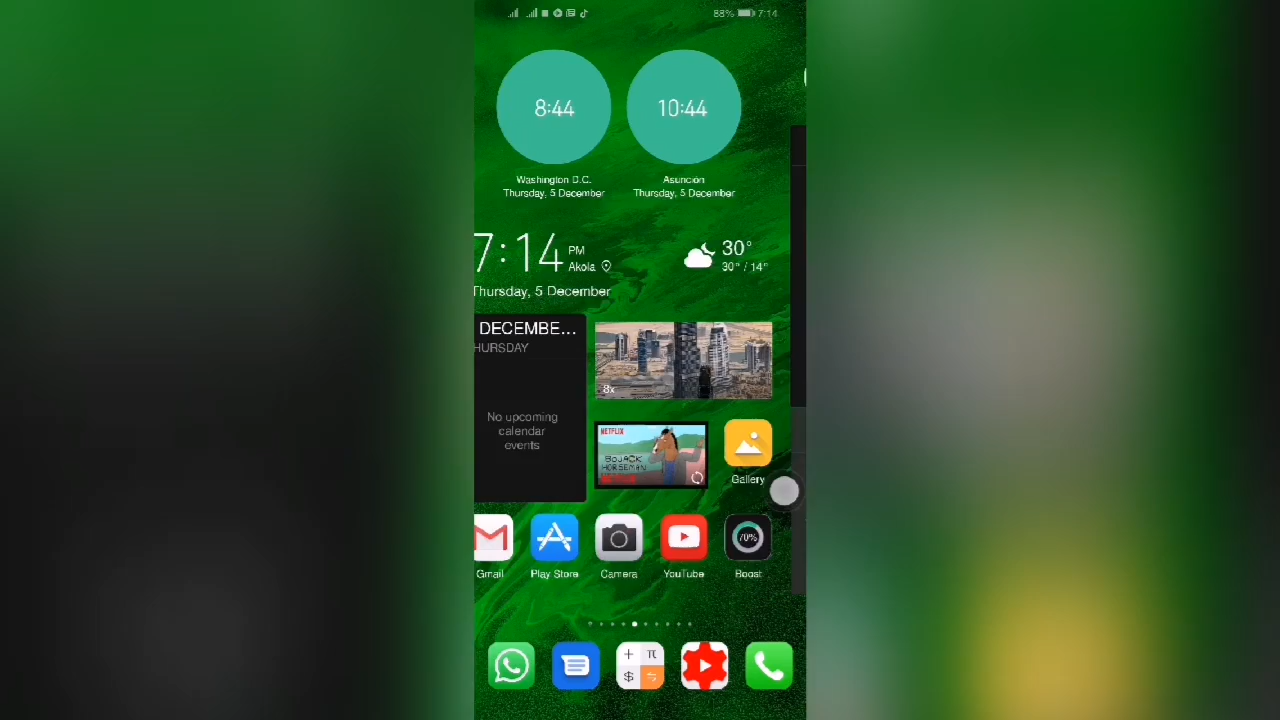 88% 7:14
8:44
10:44
Washington D.C.
Thursday, 5 December
Asunción
Thursday, 5 December
7:14 PM
Akola
30°
30° / 14°
Thursday, 5 December
DECEMBE...
HURSDAY
No upcoming
calendar
events
8x
NETFLIX
BOJACK
HORSEMAN
Gallery
70%
Gmail
Play Store
Camera
YouTube
Boost
+ π
$